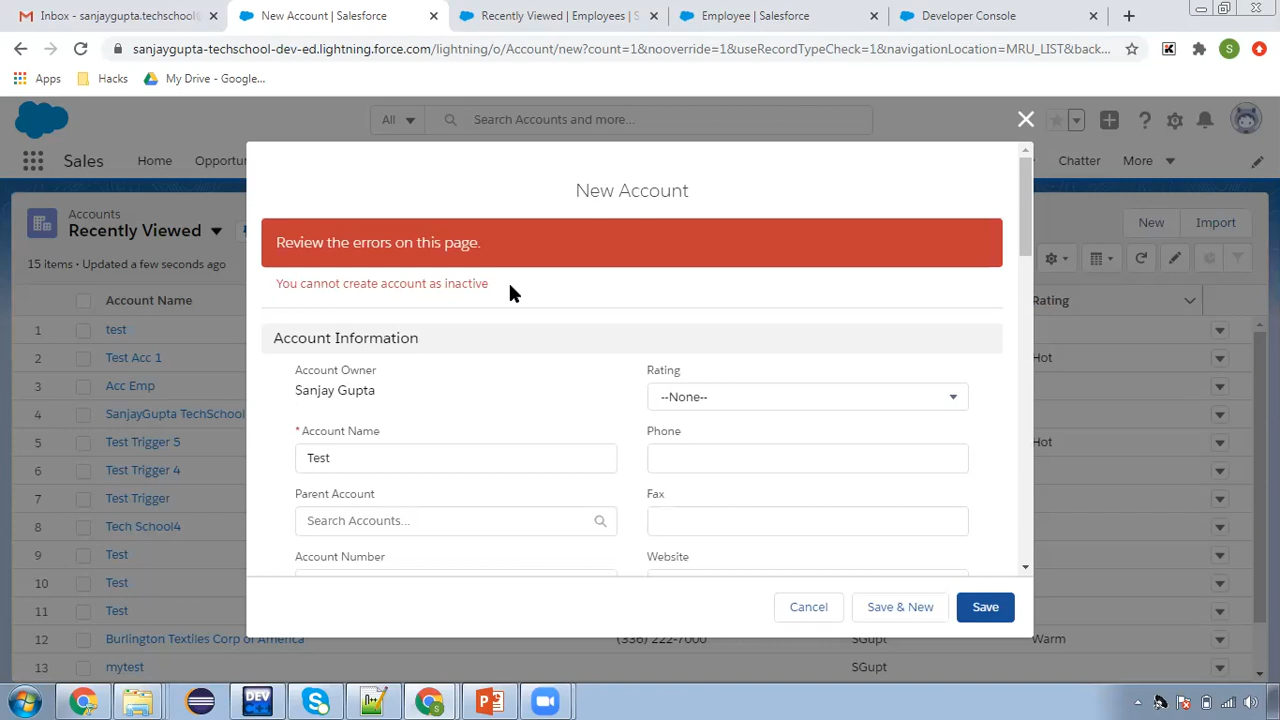 Inbox - sanjaygupta.techschool
New Account | Salesforce
Recently Viewed | Employees | S
Employee | Salesforce
Developer Console
sanjaygupta-techschool-dev-ed.lightning.force.com/lightning/o/Account/new?count=1&nooverride=1&useRecordTypeCheck=1&navigationLocation=MRU_LIST&back...
S
Apps
Hacks
My Drive - Google...
All
Search Accounts and more...
Sales
Home
Opportu
Chatter
More
Accounts
Recently Viewed
15 items • Updated a few seconds ago
New
Import
Account Name
Rating
1 test
2 Test Acc 1 Hot
3 Acc Emp
4 SanjayGupta TechSchool
5 Test Trigger 5 Hot
6 Test Trigger 4
7 Test Trigger
8 Tech School4
9 Test
10 Test
11 Test
12 Burlington Textiles Corp of America (336) 222-7000 SGupt Warm
13 mytest SGupt
New Account
Review the errors on this page.
You cannot create account as inactive
Account Information
Account Owner
Sanjay Gupta
Rating
--None--
* Account Name
Test
Phone
Parent Account
Search Accounts...
Fax
Account Number
Website
Cancel
Save & New
Save
DEV
C++